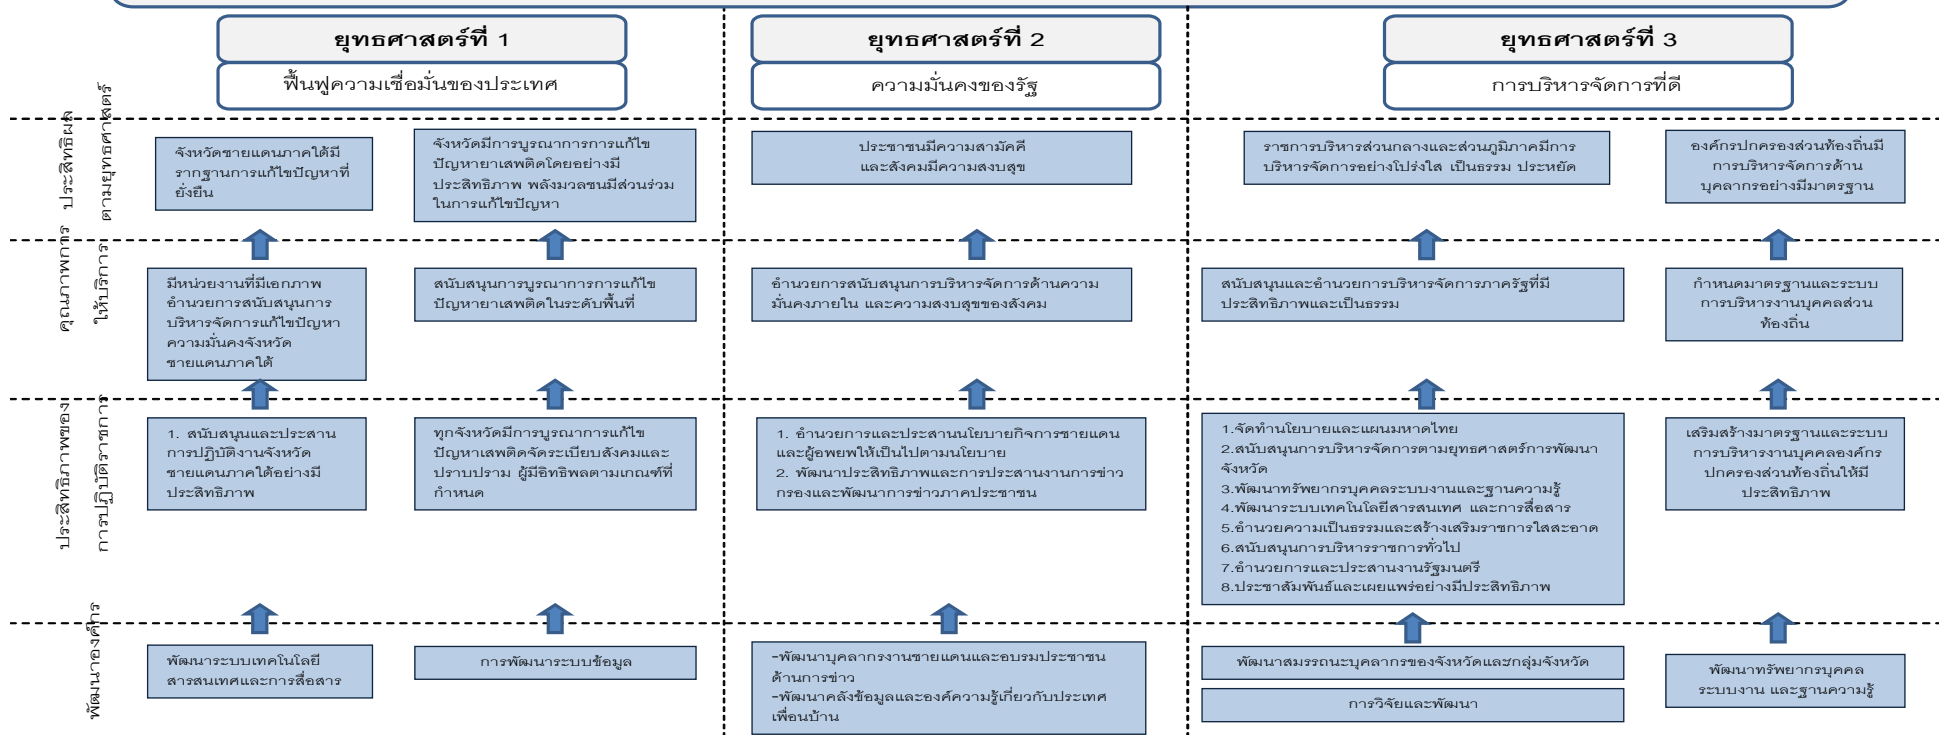 ยุทธศาสตร์ที่ 1
ยุทธศาสตร์ที่ 2
ยุทธศาสตร์ที่ 3
ฟื้นฟูความเชื่อมั่นของประเทศ
ความมั่นคงของรัฐ
การบริหารจัดการที่ดี
ประสิทธิผล
ตามยุทธศาสตร์
จังหวัดชายแดนภาคใต้มี
รากฐานการแก้ไขปัญหาที่
ยั่งยืน
จังหวัดมีการบูรณาการการแก้ไข
ปัญหายาเสพติดโดยอย่างมี
ประสิทธิภาพ พลังมวลชนมีส่วนร่วม
ในการแก้ไขปัญหา
ประชาชนมีความสามัคคี
และสังคมมีความสงบสุข
ราชการบริหารส่วนกลางและส่วนภูมิภาคมีการ
บริหารจัดการอย่างโปร่งใส เป็นธรรม ประหยัด
องค์กรปกครองส่วนท้องถิ่นมี
การบริหารจัดการด้าน
บุคลากรอย่างมีมาตรฐาน
คุณภาพการ
ให้บริการ
มีหน่วยงานที่มีเอกภาพ
อำนวยการสนับสนุนการ
บริหารจัดการแก้ไขปัญหา
ความมั่นคงจังหวัด
ชายแดนภาคใต้
สนับสนุนการบูรณาการการแก้ไข
ปัญหายาเสพติดในระดับพื้นที่
อำนวยการสนับสนุนการบริหารจัดการด้านความ
มั่นคงภายใน และความสงบสุขของสังคม
สนับสนุนและอำนวยการบริหารจัดการภาครัฐที่มี
ประสิทธิภาพและเป็นธรรม
กำหนดมาตรฐานและระบบ
การบริหารงานบุคคลส่วน
ท้องถิ่น
ประสิทธิภาพของ
การปฏิบัติราชการ
1. สนับสนุนและประสาน
การปฏิบัติงานจังหวัด
ชายแดนภาคใต้อย่างมี
ประสิทธิภาพ
ทุกจังหวัดมีการบูรณาการแก้ไข
ปัญหาเสพติดจัดระเบียบสังคมและ
ปราบปราม ผู้มีอิทธิพลตามเกณฑ์ที่
กำหนด
1. อำนวยการและประสานนโยบายกิจการชายแดน
และผู้อพยพให้เป็นไปตามนโยบาย
2. พัฒนาประสิทธิภาพและการประสานงานการข่าว
กรองและพัฒนาการข่าวภาคประชาชน
1.จัดทำนโยบายและแผนมหาดไทย
2.สนับสนุนการบริหารจัดการตามยุทธศาสตร์การพัฒนา
จังหวัด
3.พัฒนาทรัพยากรบุคคลระบบงานและฐานความรู้
4.พัฒนาระบบเทคโนโลยีสารสนเทศ และการสื่อสาร
5.อำนวยความเป็นธรรมและสร้างเสริมราชการใสสะอาด
6.สนับสนุนการบริหารราชการทั่วไป
7.อำนวยการและประสานงานรัฐมนตรี
8.ประชาสัมพันธ์และเผยแพร่อย่างมีประสิทธิภาพ
เสริมสร้างมาตรฐานและระบบ
การบริหารงานบุคคลองค์กร
ปกครองส่วนท้องถิ่นให้มี
ประสิทธิภาพ
พัฒนาองค์กร
พัฒนาระบบเทคโนโลยี
สารสนเทศและการสื่อสาร
การพัฒนาระบบข้อมูล
-พัฒนาบุคลากรงานชายแดนและอบรมประชาชน
ด้านการข่าว
-พัฒนาคลังข้อมูลและองค์ความรู้เกี่ยวกับประเทศ
เพื่อนบ้าน
พัฒนาสมรรถนะบุคลากรของจังหวัดและกลุ่มจังหวัด
การวิจัยและพัฒนา
พัฒนาทรัพยากรบุคคล
ระบบงาน และฐานความรู้